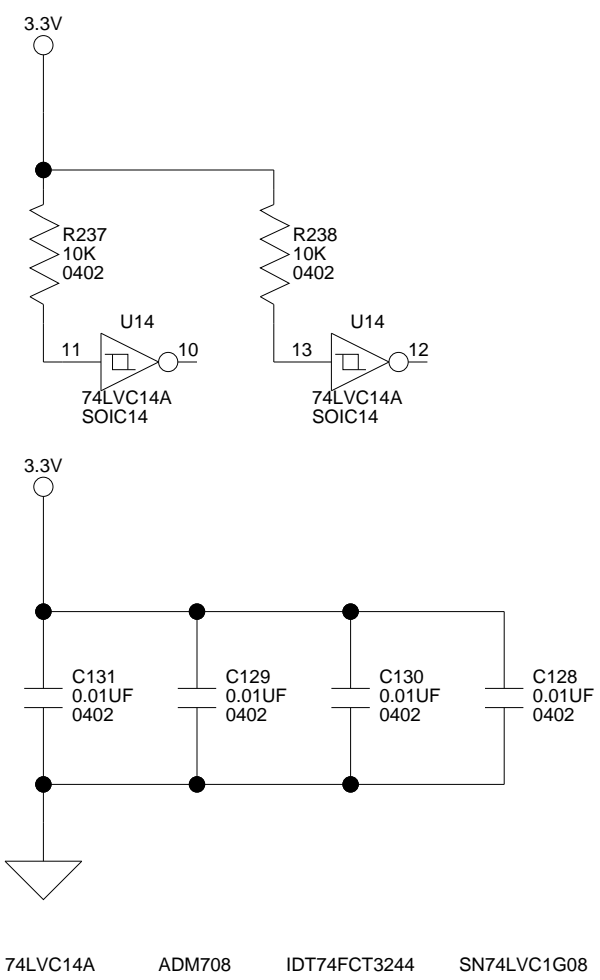 3.3V
R237
10K
0402
R238
10K
0402
U14
U14
11
10
13
12
74LVC14A
SOIC14
74LVC14A
SOIC14
3.3V
C131
0.01UF
0402
C129
0.01UF
0402
C130
0.01UF
0402
C128
0.01UF
0402
74LVC14A
ADM708
IDT74FCT3244
SN74LVC1G08